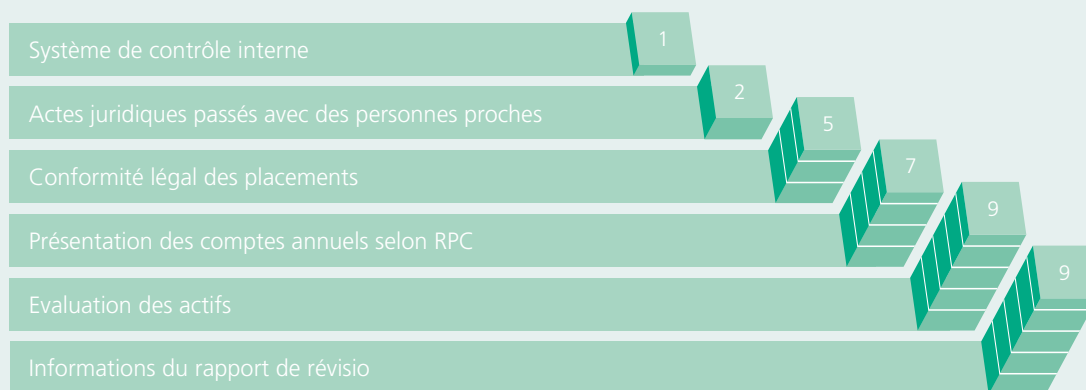 Système de contrôle interne
1
Actes juridiques passés avec des personnes proches
2
Conformité légal des placements
5
Présentation des comptes annuels selon RPC
7
Evaluation des actifs
9
Informations du rapport de révisio
9